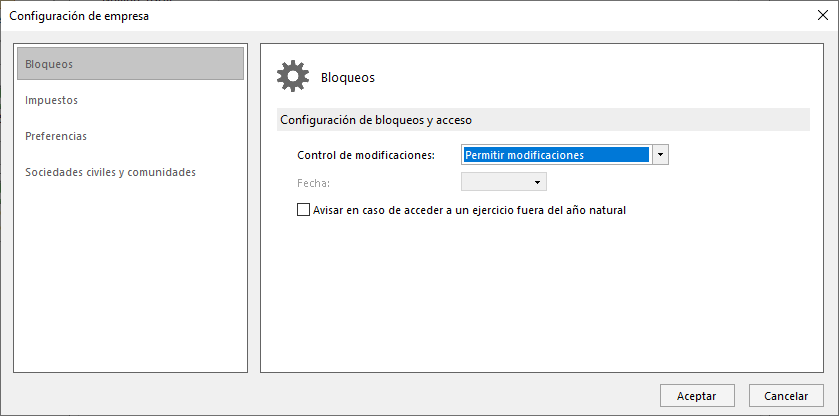 Configuración de empresa
Bloqueos
Impuestos
Preferencias
Sociedades civiles y comunidades
Bloqueos
Configuración de bloqueos y acceso
Control de modificaciones: Permitir modificaciones
Fecha:
Avisar en caso de acceder a un ejercicio fuera del año natural
Aceptar Cancelar